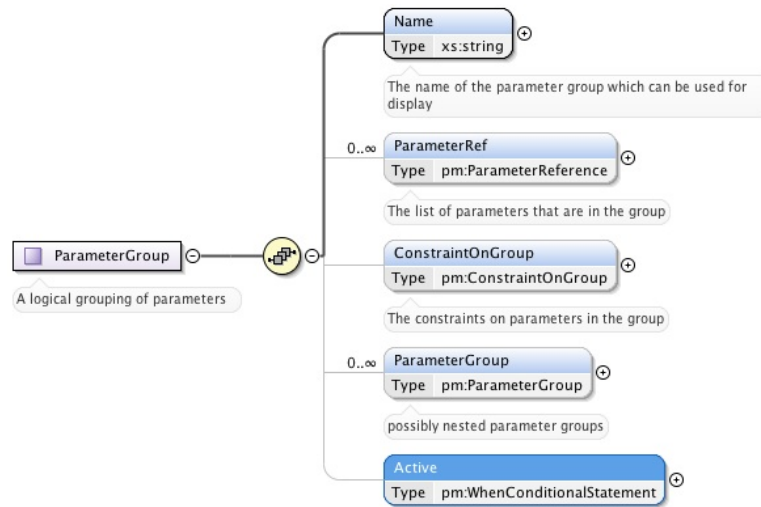 Name
Type xs:string
The name of the parameter group which can be used for
display
0..∞
ParameterRef
Type pm:ParameterReference
The list of parameters that are in the group
ParameterGroup
A logical grouping of parameters
ConstraintOnGroup
Type pm:ConstraintOnGroup
The constraints on parameters in the group
0..∞
ParameterGroup
Type pm:ParameterGroup
possibly nested parameter groups
Active
Type pm:WhenConditionalStatement